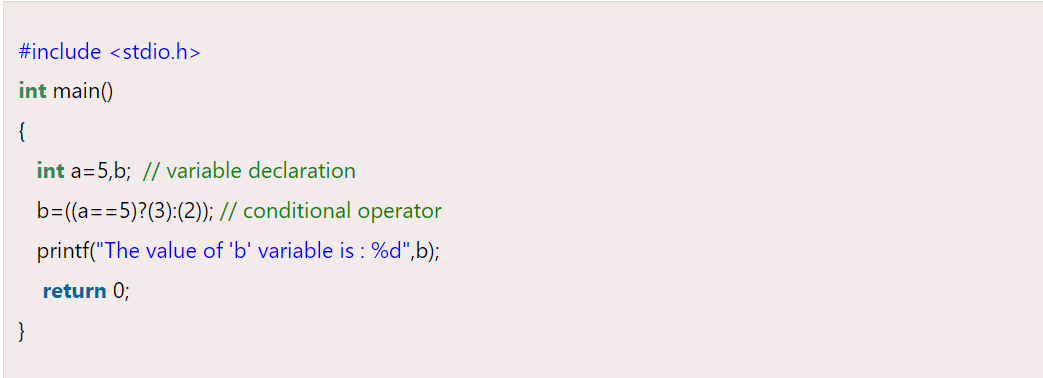 #include <stdio.h>
int main()
{
int a=5,b;  // variable declaration
b=((a==5)?(3):(2)); // conditional operator
printf("The value of 'b' variable is : %d",b);
return 0;
}